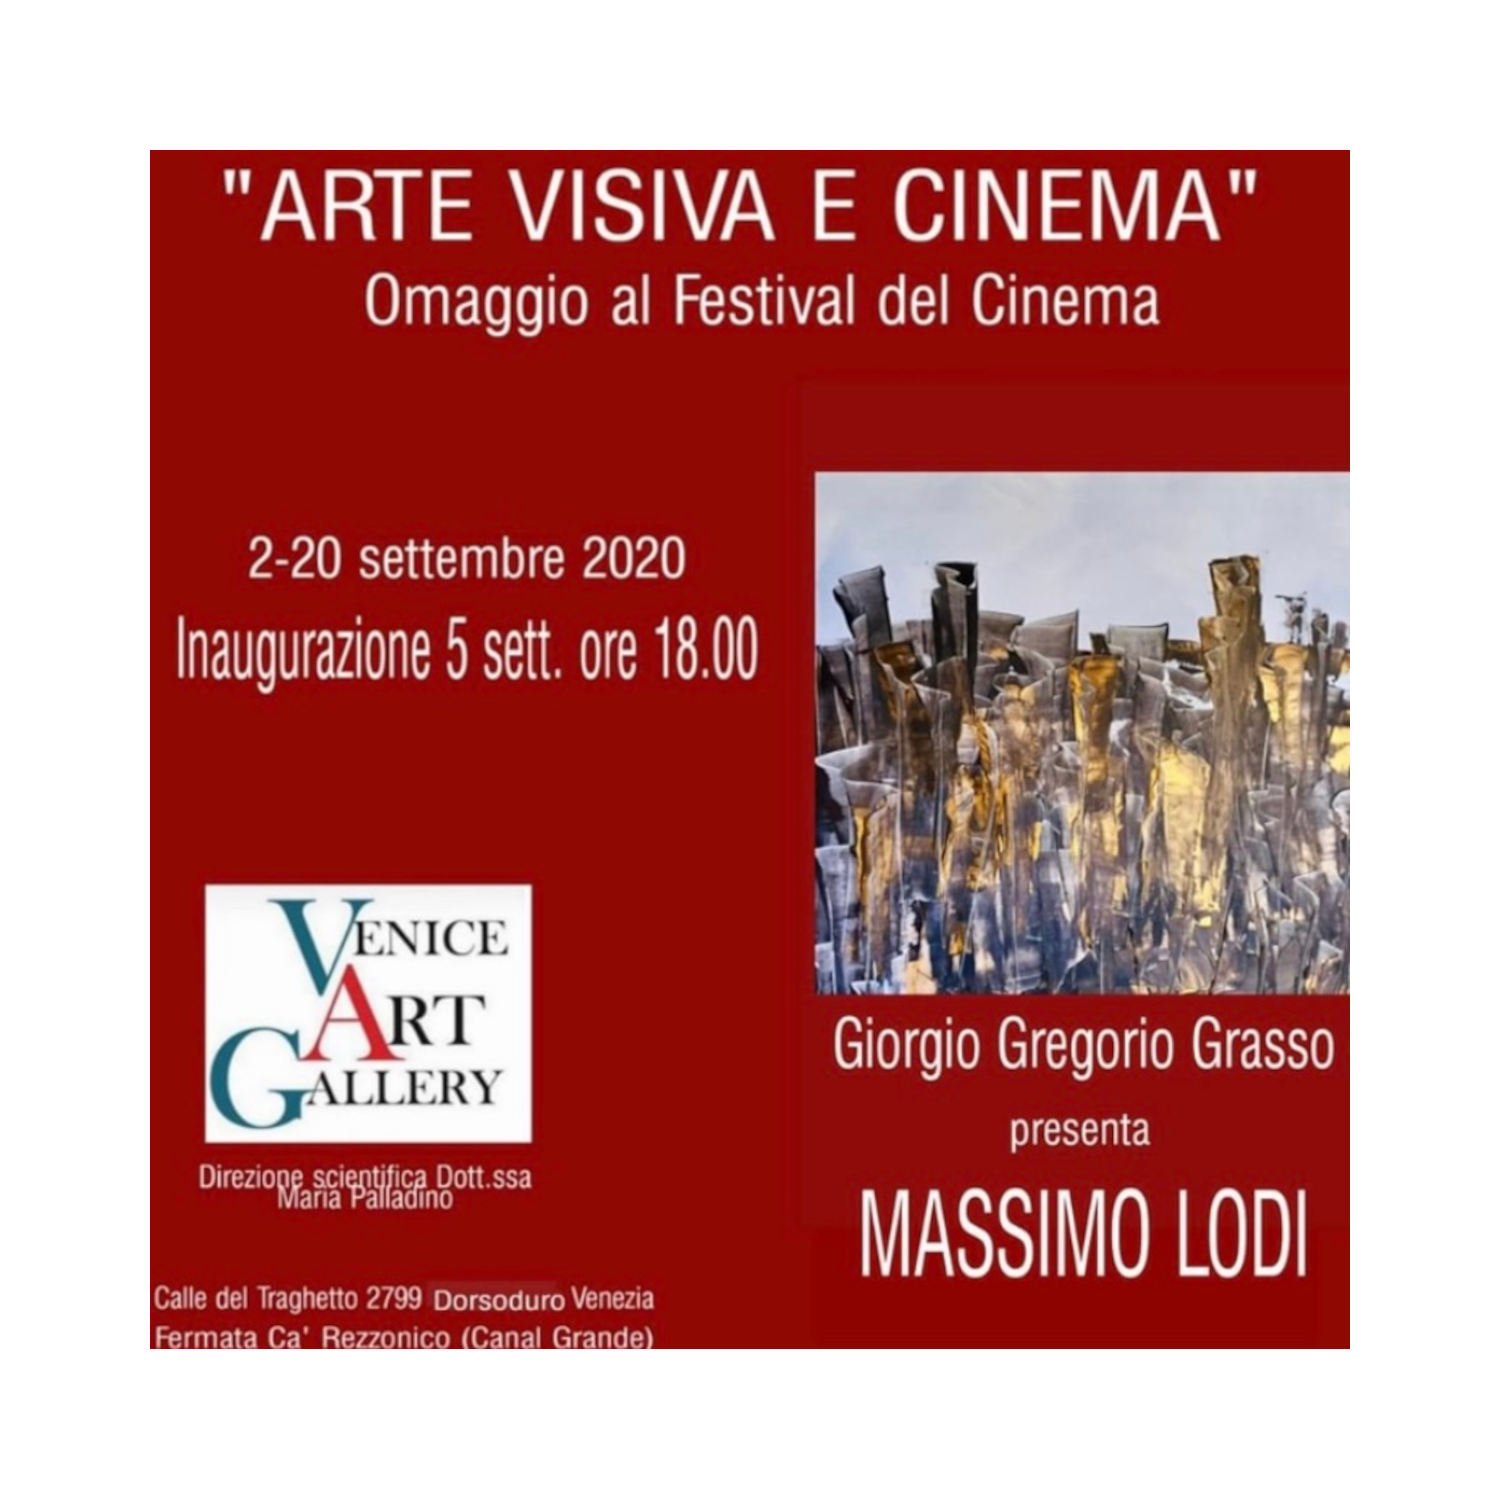 "ARTE VISIVA E CINEMA"
Omaggio al Festival del Cinema
2-20 settembre 2020
Inaugurazione 5 sett. ore 18.00
VENICE
ART
GALLERY
Direzione scientifica Dott.ssa
Maria Palladino
Calle del Traghetto 2799 Dorsoduro Venezia
Fermata Ca' Rezzonico (Canal Grande)
Giorgio Gregorio Grasso
presenta
MASSIMO LODI